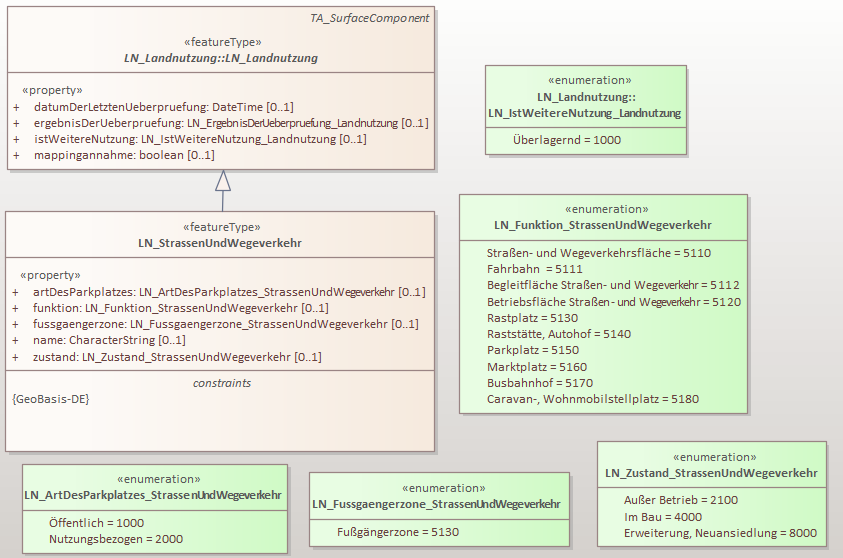 TA_SurfaceComponent
«featureType»
LN_Landnutzung::LN_Landnutzung
«property»
+ datumDerLetztenUeberpruefung: DateTime [0..1]
+ ergebnisDerUeberpruefung: LN_ErgebnisDerUeberpruefung_Landnutzung [0..1]
+ istWeitereNutzung: LN_IstWeitereNutzung_Landnutzung [0..1]
+ mappingannahme: boolean [0..1]
«enumeration»
LN_Landnutzung::
LN_IstWeitereNutzung_Landnutzung
Überlagernd = 1000
«featureType»
LN_StrassenUndWegeverkehr
«property»
+ artDesParkplatzes: LN_ArtDesParkplatzes_StrassenUndWegeverkehr [0..1]
+ funktion: LN_Funktion_StrassenUndWegeverkehr [0..1]
+ fussgaengerzone: LN_Fussgaengerzone_StrassenUndWegeverkehr [0..1]
+ name: CharacterString [0..1]
+ zustand: LN_Zustand_StrassenUndWegeverkehr [0..1]
constraints
{GeoBasis-DE}
«enumeration»
LN_Funktion_StrassenUndWegeverkehr
Straßen- und Wegeverkehrsfläche = 5110
Fahrbahn = 5111
Begleitfläche Straßen- und Wegeverkehr = 5112
Betriebsfläche Straßen- und Wegeverkehr = 5120
Rastplatz = 5130
Raststätte, Autohof = 5140
Parkplatz = 5150
Marktplatz = 5160
Busbahnhof = 5170
Caravan-, Wohnmobilstellplatz = 5180
«enumeration»
LN_ArtDesParkplatzes_StrassenUndWegeverkehr
Öffentlich = 1000
Nutzungsbezogen = 2000
«enumeration»
LN_Fussgaengerzone_StrassenUndWegeverkehr
Fußgängerzone = 5130
«enumeration»
LN_Zustand_StrassenUndWegeverkehr
Außer Betrieb = 2100
Im Bau = 4000
Erweiterung, Neuansiedlung = 8000